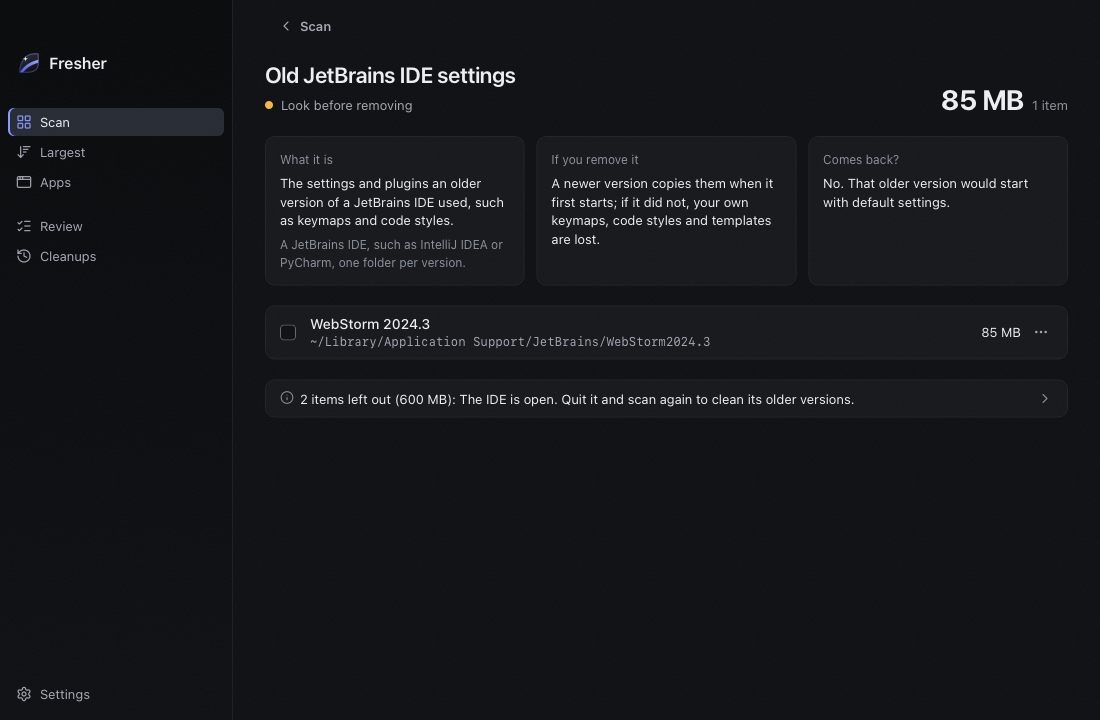 Scan
Fresher
Scan
Largest
Apps
Review
Cleanups
Settings
Old JetBrains IDE settings
Look before removing
85 MB 1 item
What it is
The settings and plugins an older
version of a JetBrains IDE used, such
as keymaps and code styles.
A JetBrains IDE, such as IntelliJ IDEA or
PyCharm, one folder per version.
If you remove it
A newer version copies them when it
first starts; if it did not, your own
keymaps, code styles and templates
are lost.
Comes back?
No. That older version would start
with default settings.
WebStorm 2024.3
~/Library/Application Support/JetBrains/WebStorm2024.3
85 MB
2 items left out (600 MB): The IDE is open. Quit it and scan again to clean its older versions.